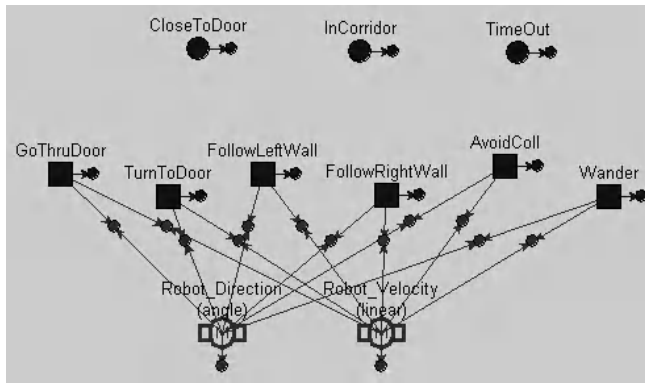 CloseToDoor
InCorridor
TimeOut
GoThruDoor
TurnToDoor
FollowLeftWall
FollowRightWall
AvoidColl
Wander
Robot_Direction
(angle)
Robot_Velocity
(linear)